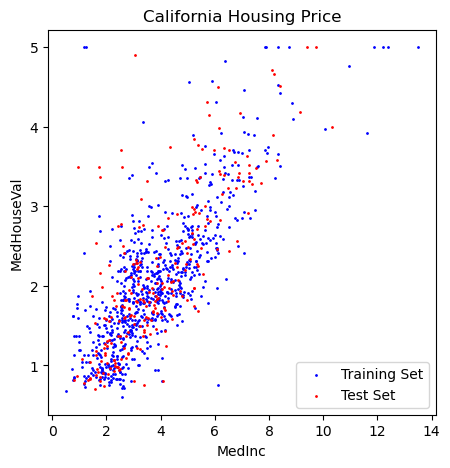 California Housing Price
MedHouseVal
5
4
3
2
1
Training Set
Test Set
0 2 4 6 8 10 12 14
MedInc